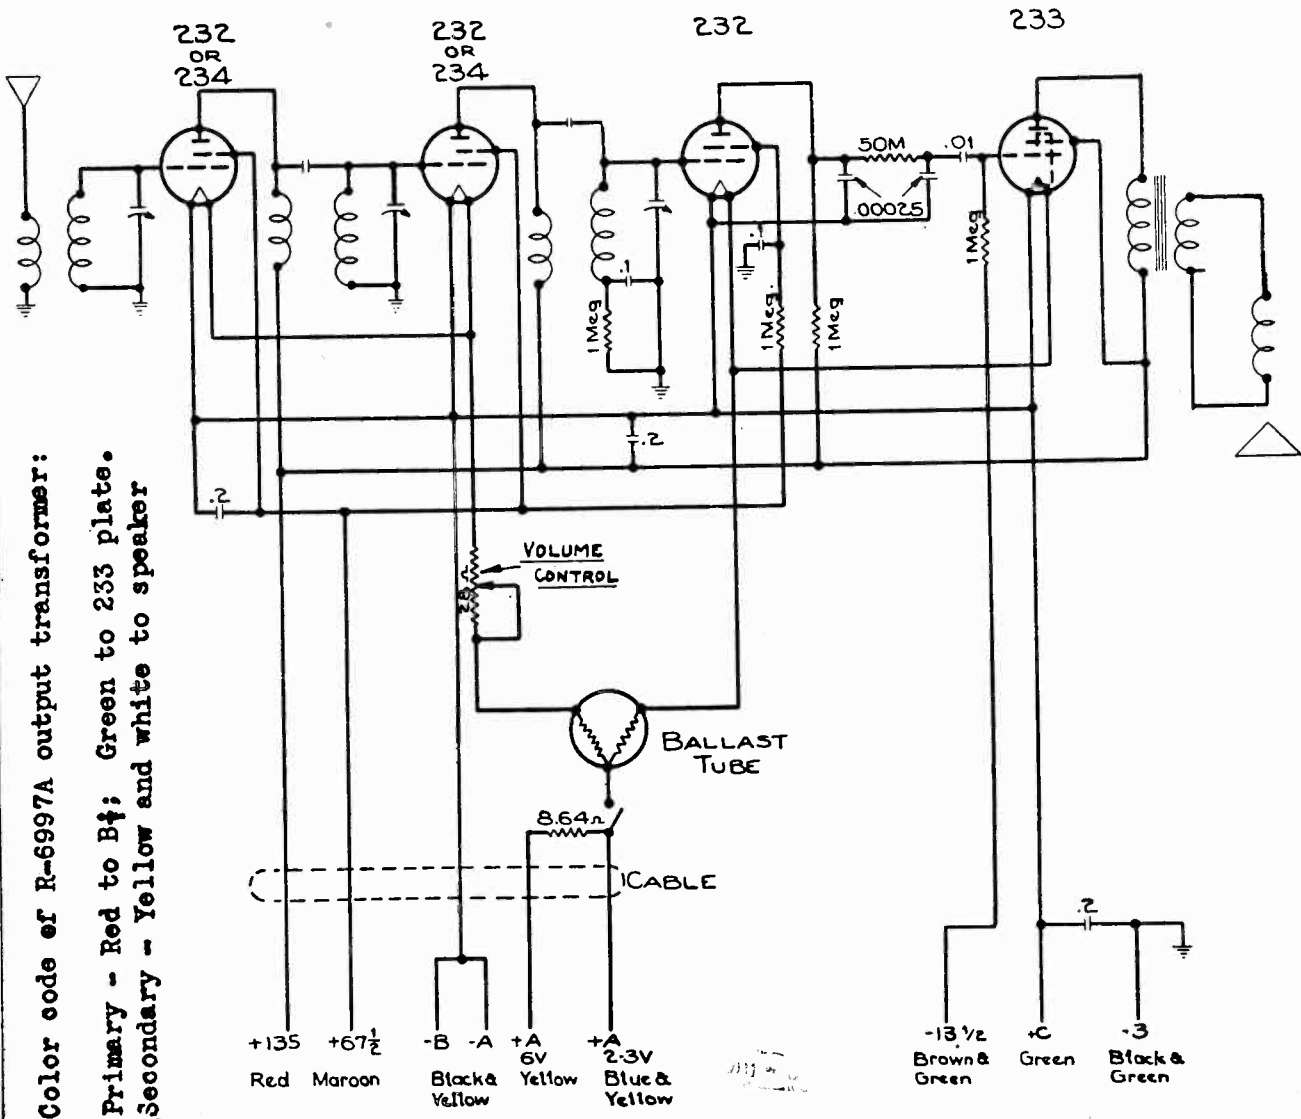 232
OR
234
232
OR
234
232
233
50M
.01
.00025
.1
.1
1 Meg
1 Meg.
1 Meg
1 Meg
.2
.2
VOLUME
CONTROL
BALLAST
TUBE
8.64Ω
CABLE
.2
+135
Red
+67½
Maroon
-B -A
Black &
Yellow
+A
6V
Yellow
+A
2-3V
Blue &
Yellow
-13 ½
Brown &
Green
+C
Green
-3
Black &
Green
Color code of R-6997A output transformer:
Primary - Red to B+; Green to 233 plate.
Secondary - Yellow and white to speaker